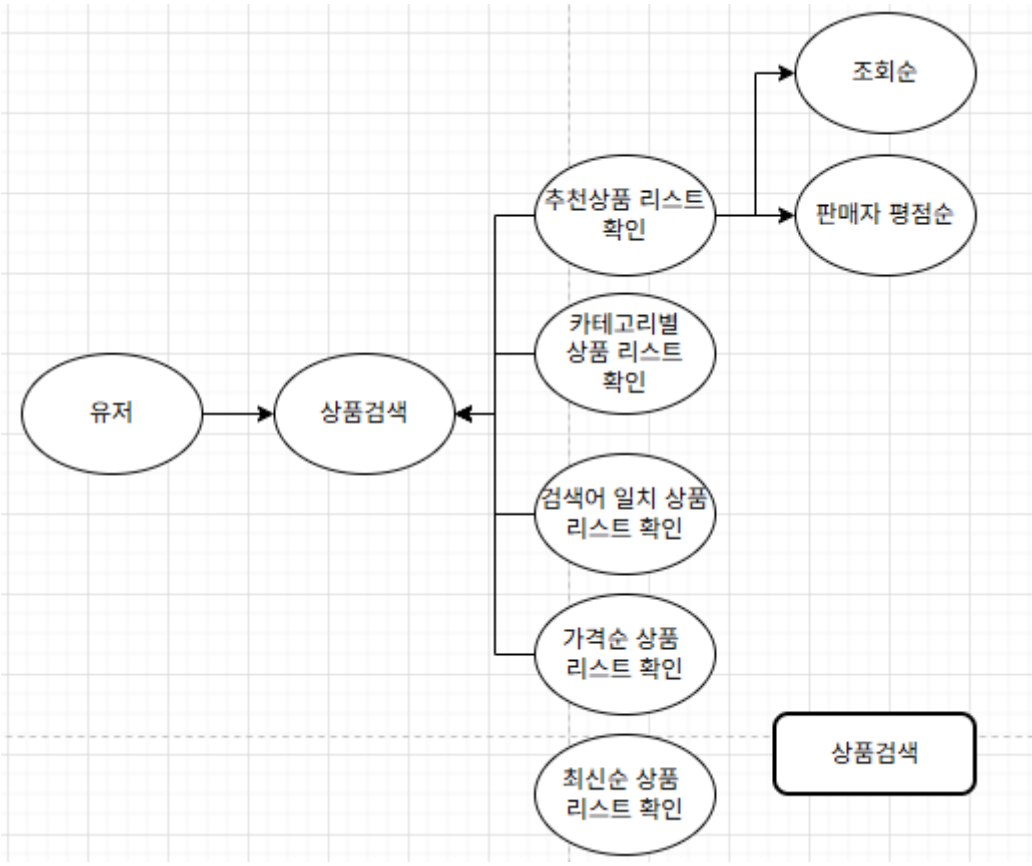 조회순
추천상품 리스트
확인
판매자 평점순
카테고리별
상품 리스트
확인
유저
상품검색
검색어 일치 상품
리스트 확인
가격순 상품
리스트 확인
상품검색
최신순 상품
리스트 확인